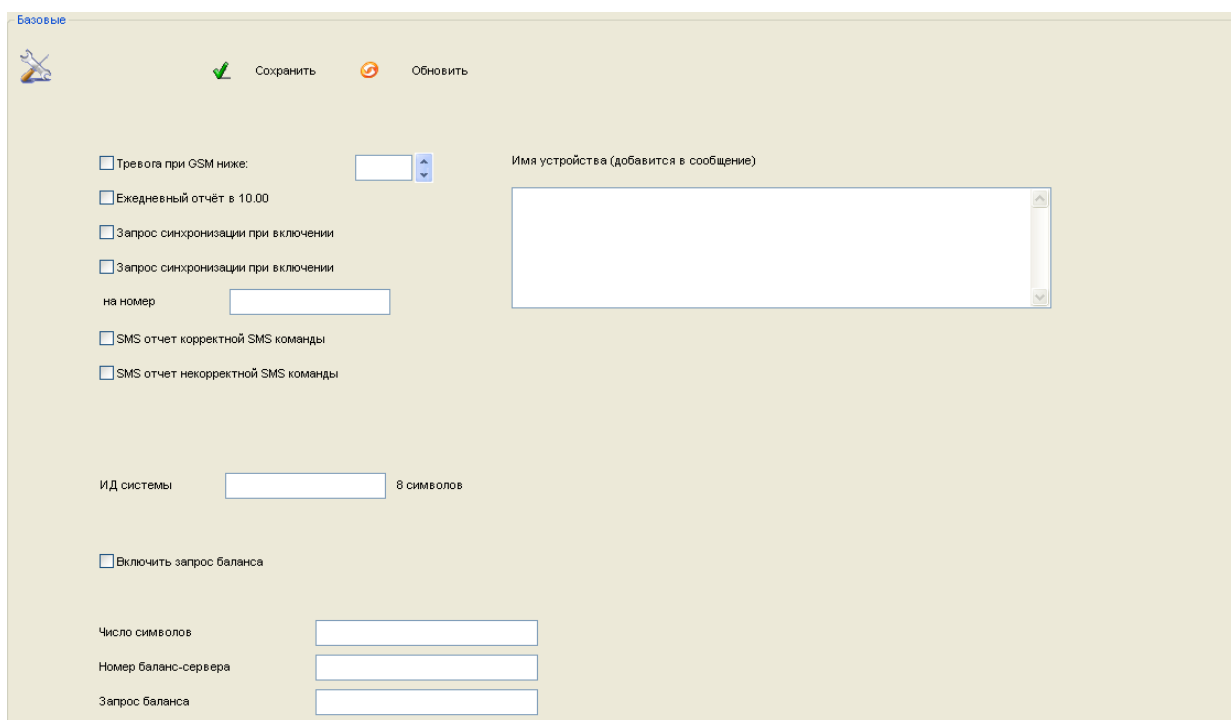 Базовые
Сохранить Обновить
Тревога при GSM ниже:
Имя устройства (добавится в сообщение)
Ежедневный отчёт в 10.00
Запрос синхронизации при включении
Запрос синхронизации при включении
на номер
SMS отчет корректной SMS команды
SMS отчет некорректной SMS команды
ИД системы 8 символов
Включить запрос баланса
Число символов
Номер баланс-сервера
Запрос баланса